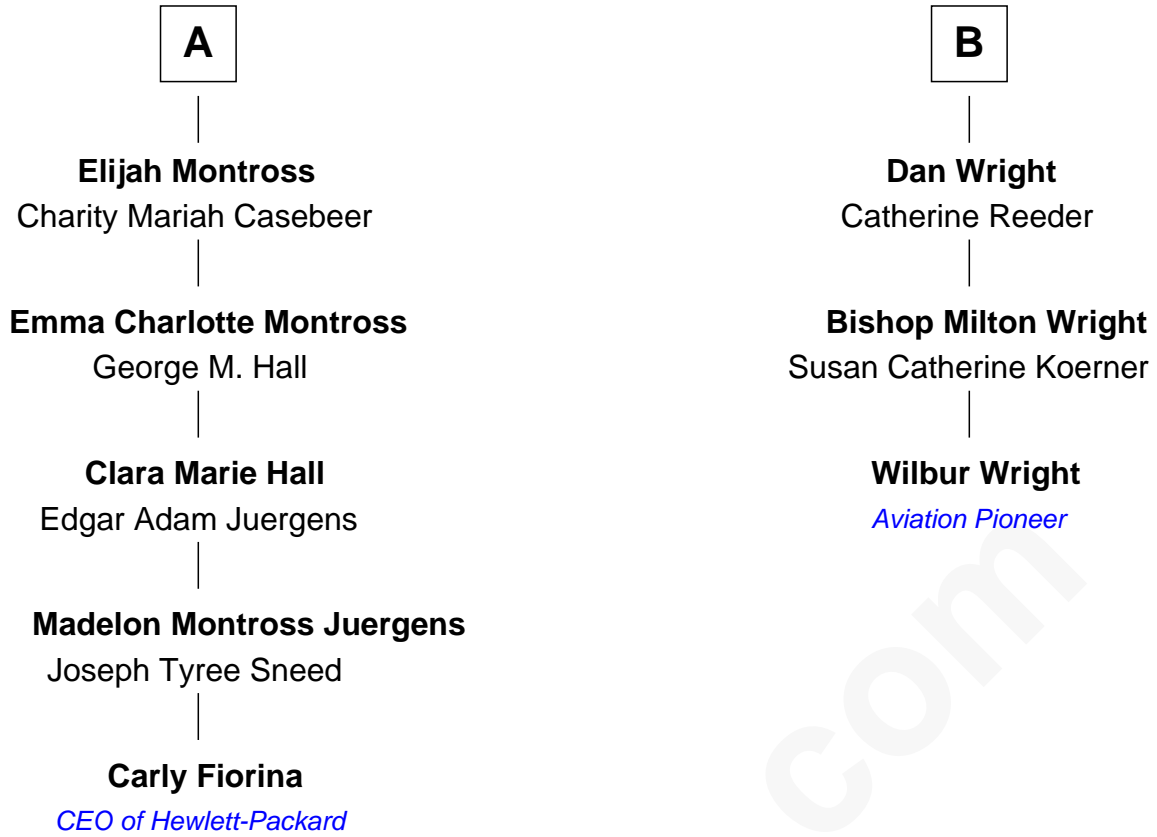 A
Elijah Montross
Charity Mariah Casebeer
Emma Charlotte Montross
George M. Hall
Clara Marie Hall
Edgar Adam Juergens
Madelon Montross Juergens
Joseph Tyree Sneed
Carly Fiorina
CEO of Hewlett-Packard
B
Dan Wright
Catherine Reeder
Bishop Milton Wright
Susan Catherine Koerner
Wilbur Wright
Aviation Pioneer
com